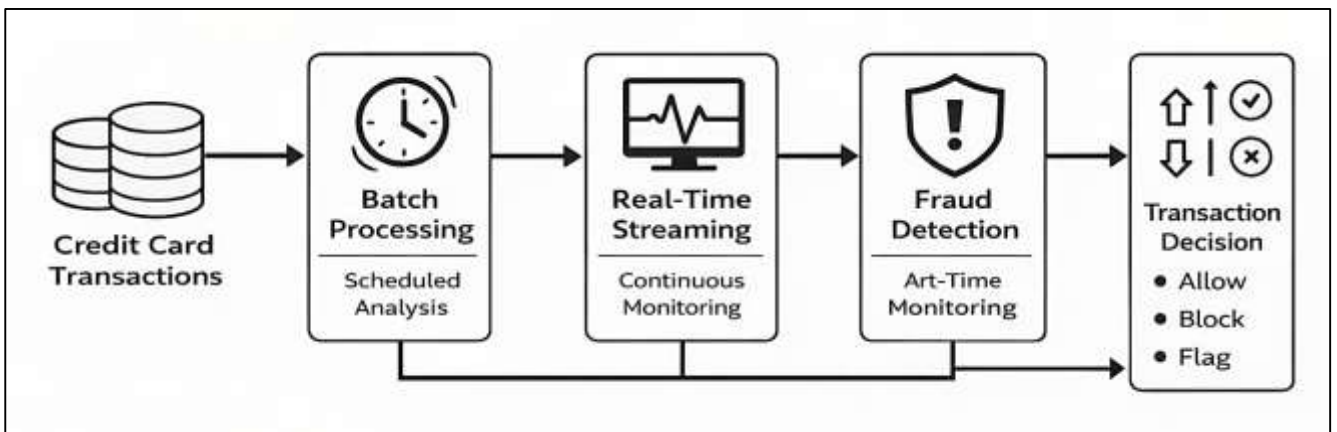 Credit Card
Transactions
Batch
Processing
Scheduled
Analysis
Real-Time
Streaming
Continuous
Monitoring
Fraud
Detection
Art-Time
Monitoring
Transaction
Decision
• Allow
• Block
• Flag